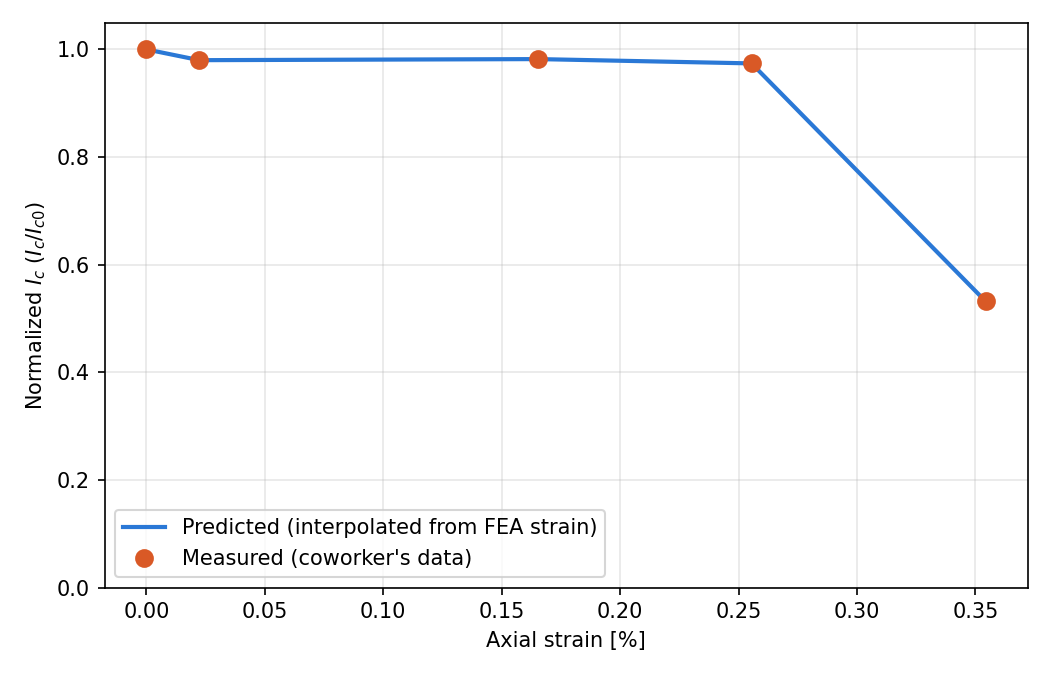 1.0
0.8
0.6
0.4
0.2
0.0
Normalized I_c (I_c/I_c0)
Predicted (interpolated from FEA strain)
Measured (coworker's data)
0.00 0.05 0.10 0.15 0.20 0.25 0.30 0.35
Axial strain [%]